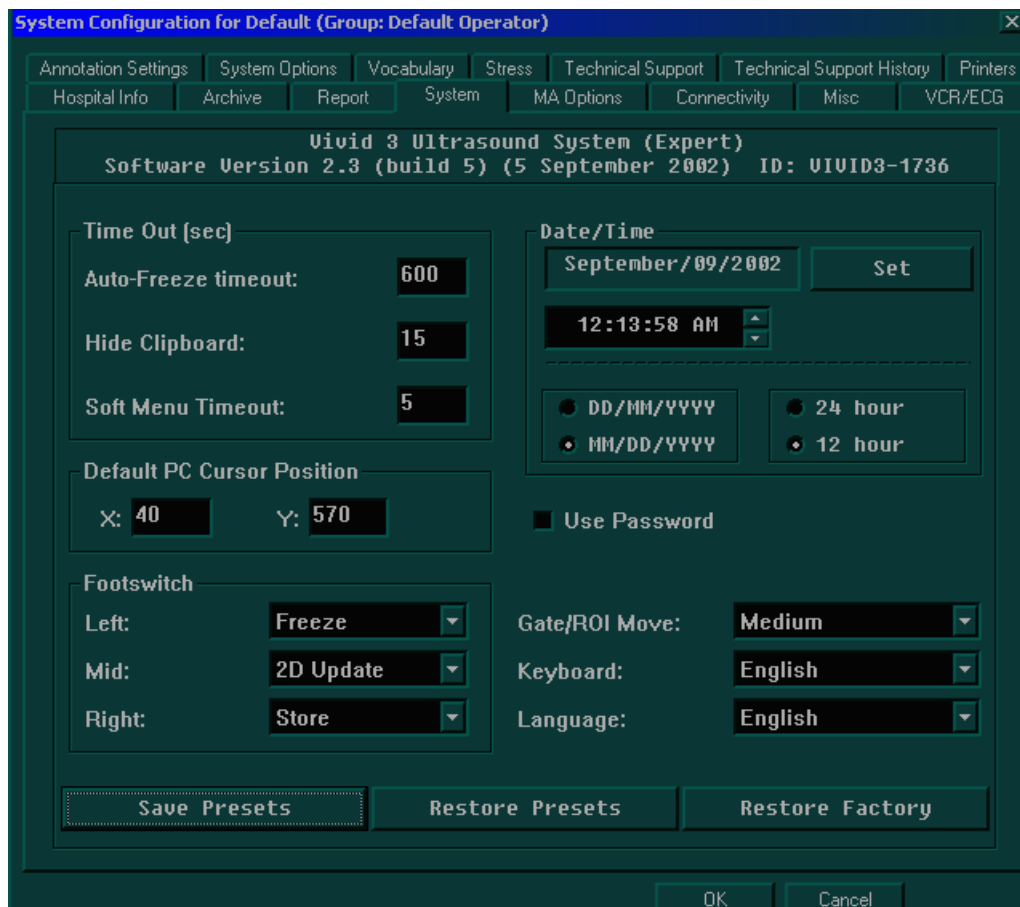 System Configuration for Default (Group: Default Operator)
Annotation Settings System Options Vocabulary Stress Technical Support Technical Support History Printers
Hospital Info Archive Report System MA Options Connectivity Misc VCR/ECG
Vivid 3 Ultrasound System (Expert)
Software Version 2.3 (build 5) (5 September 2002) ID: VIVID3-1736
Time Out (sec)
Auto-Freeze timeout: 600
Hide Clipboard: 15
Soft Menu Timeout: 5
Date/Time
September/09/2002 Set
12:13:58 AM
DD/MM/YYYY 24 hour
MM/DD/YYYY 12 hour
Default PC Cursor Position
X: 40 Y: 570
Use Password
Footswitch
Left: Freeze
Mid: 2D Update
Right: Store
Gate/ROI Move: Medium
Keyboard: English
Language: English
Save Presets Restore Presets Restore Factory
OK Cancel